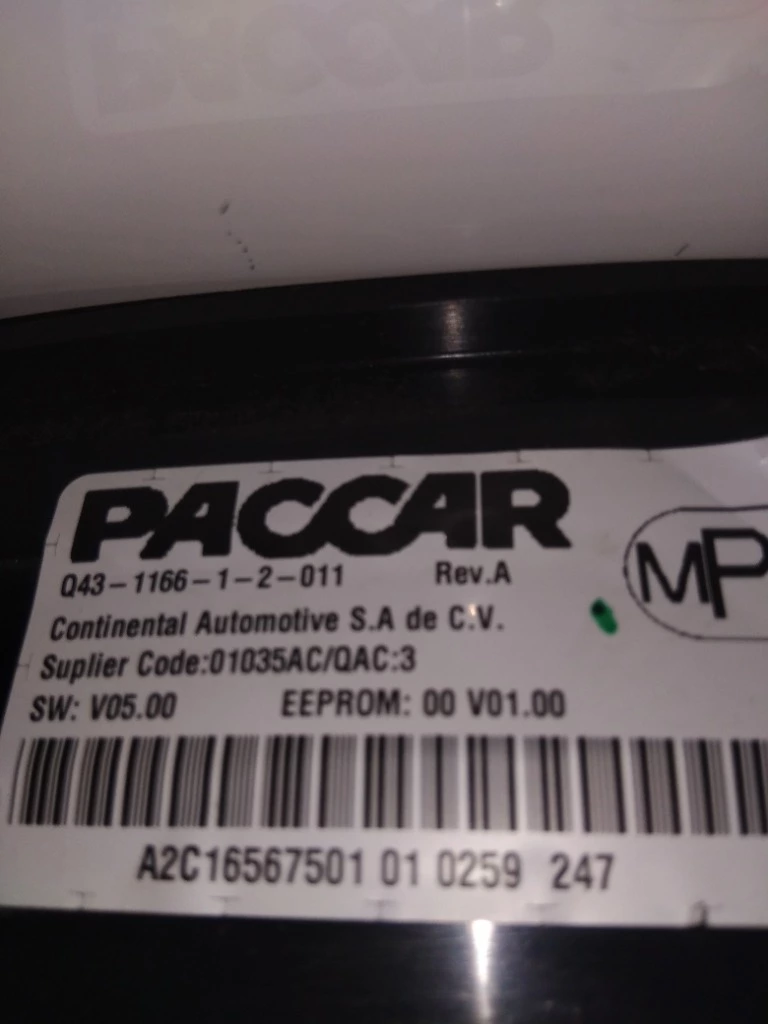 PACCAR
Q43-1166-1-2-011 Rev.A
MP
Continental Automotive S.A de C.V.
Suplier Code:01035AC/QAC:3
SW: V05.00 EEPROM: 00 V01.00
A2C16567501 01 0259 247